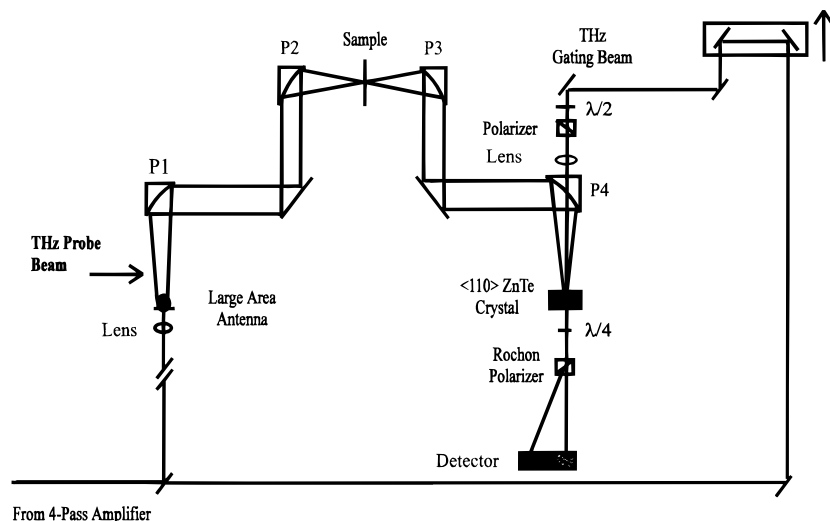 P2
Sample
P3
THz
Gating Beam
λ/2
Polarizer
Lens
P1
P4
THz Probe
Beam
Large Area
Antenna
<110> ZnTe
Crystal
Lens
λ/4
Rochon
Polarizer
Detector
From 4-Pass Amplifier